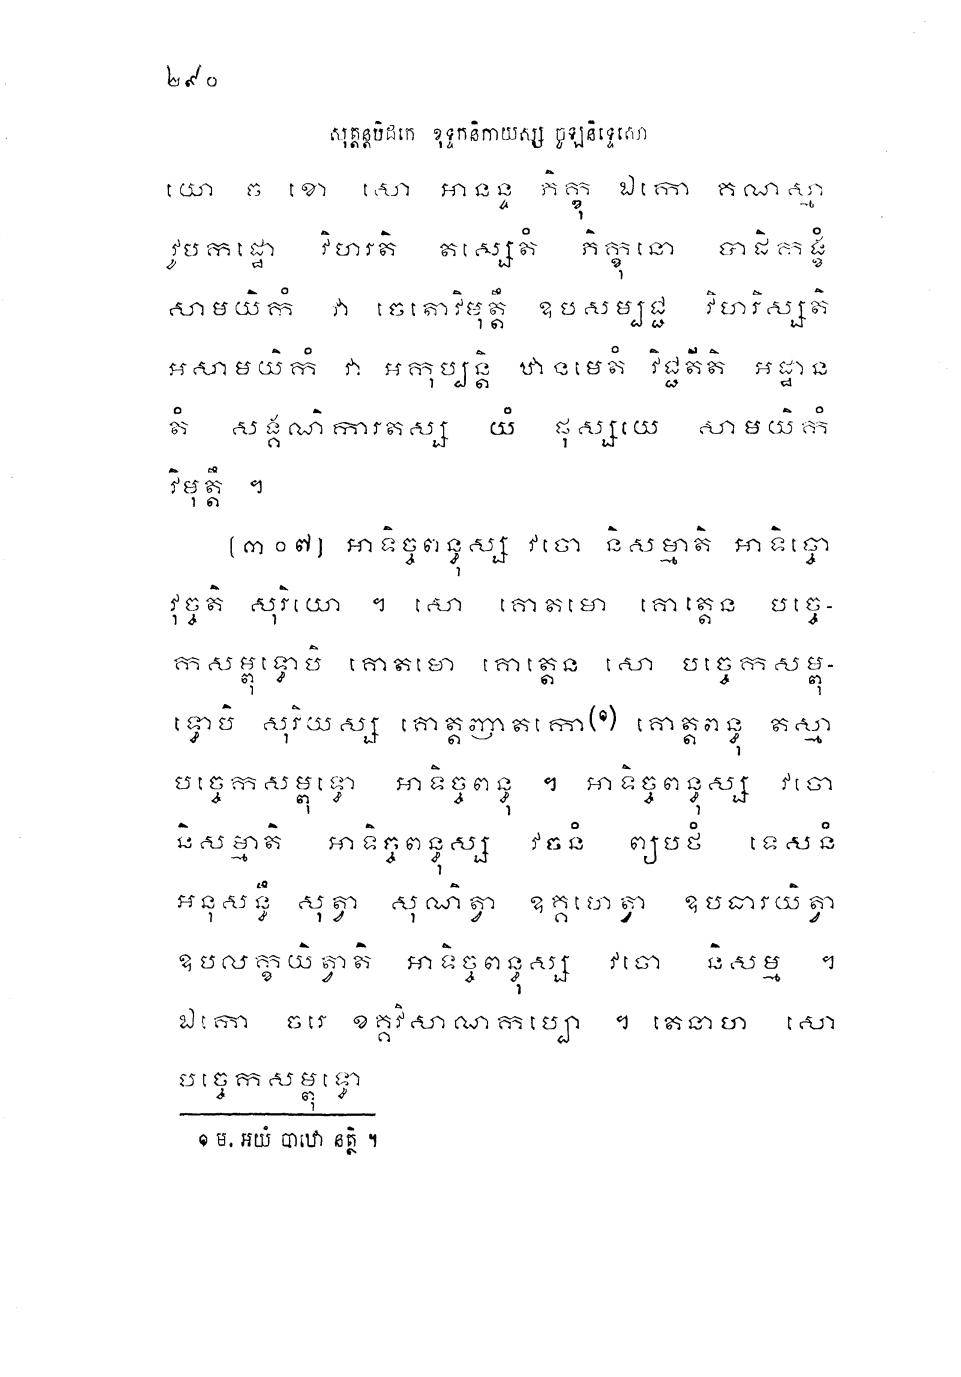 ២៩០
សុត្តន្តបិដកេ ខុទ្ទកនិកាយស្ស ចូឡនិទ្ទេសោ
យោ ច ខោ សោ អានន្ទ ភិក្ខុ ឯកោ គណស្មា
វូបកដ្ឋោ វិហរតិ តស្សេតំ ភិក្ខុនោ បាដិកង្ខំ
សាមយិកំ វា ចេតោវិមុត្តឹ ឧបសម្បជ្ជ វិហរិស្សតិ
អសាមយិកំ វា អកុប្បន្តិ ឋានមេតំ វិជ្ជតីតិ អដ្ឋាន
តំ សង្គណិការតស្ស យំ ផុស្សយេ សាមយិកំ
វិមុត្តឹ ។
(៣០៧) អាទិច្ចពន្ធុស្ស វចោ និសម្មាតិ អាទិច្ចោ
វុច្ចតិ សុរិយោ ។ សោ គោតមោ គោត្តេន បច្ចេ-
កសម្ពុទ្ធោបិ គោតមោ គោត្តេន សោ បច្ចេកសម្ពុ-
ទ្ធោបិ សុរិយស្ស គោត្តញាតកោ(១) គោត្តពន្ធុ តស្មា
បច្ចេកសម្ពុទ្ធោ អាទិច្ចពន្ធុ ។ អាទិច្ចពន្ធុស្ស វចោ
និសម្មាតិ អាទិច្ចពន្ធុស្ស វចនំ ព្យបថំ ទេសនំ
អនុសន្ធឹ សុត្វា សុណិត្វា ឧគ្គហេត្វា ឧបធារយិត្វា
ឧបលក្ខយិត្វាតិ អាទិច្ចពន្ធុស្ស វចោ និសម្ម ។
ឯកោ ចរេ ខគ្គវិសាណកប្បោ ។ តេនាហ សោ
បច្ចេកសម្ពុទ្ធោ
១ ម. អយំ បាឋោ នត្ថិ ។